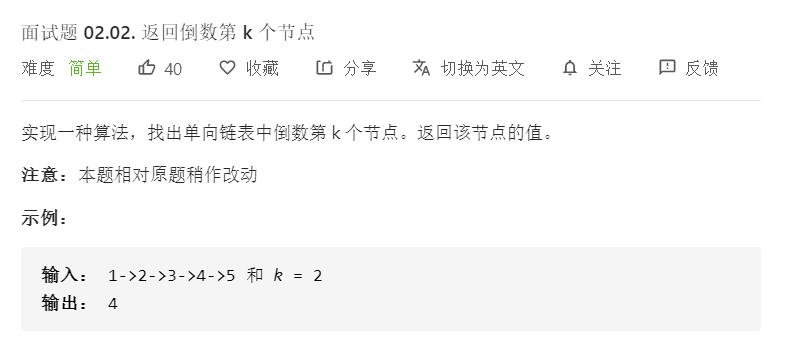 面试题 02.02. 返回倒数第 k 个节点
难度 简单 40 收藏 分享 切换为英文 关注 反馈
实现一种算法，找出单向链表中倒数第 k 个节点。返回该节点的值。
注意：本题相对原题稍作改动
示例：
输入： 1->2->3->4->5 和 k = 2
输出： 4